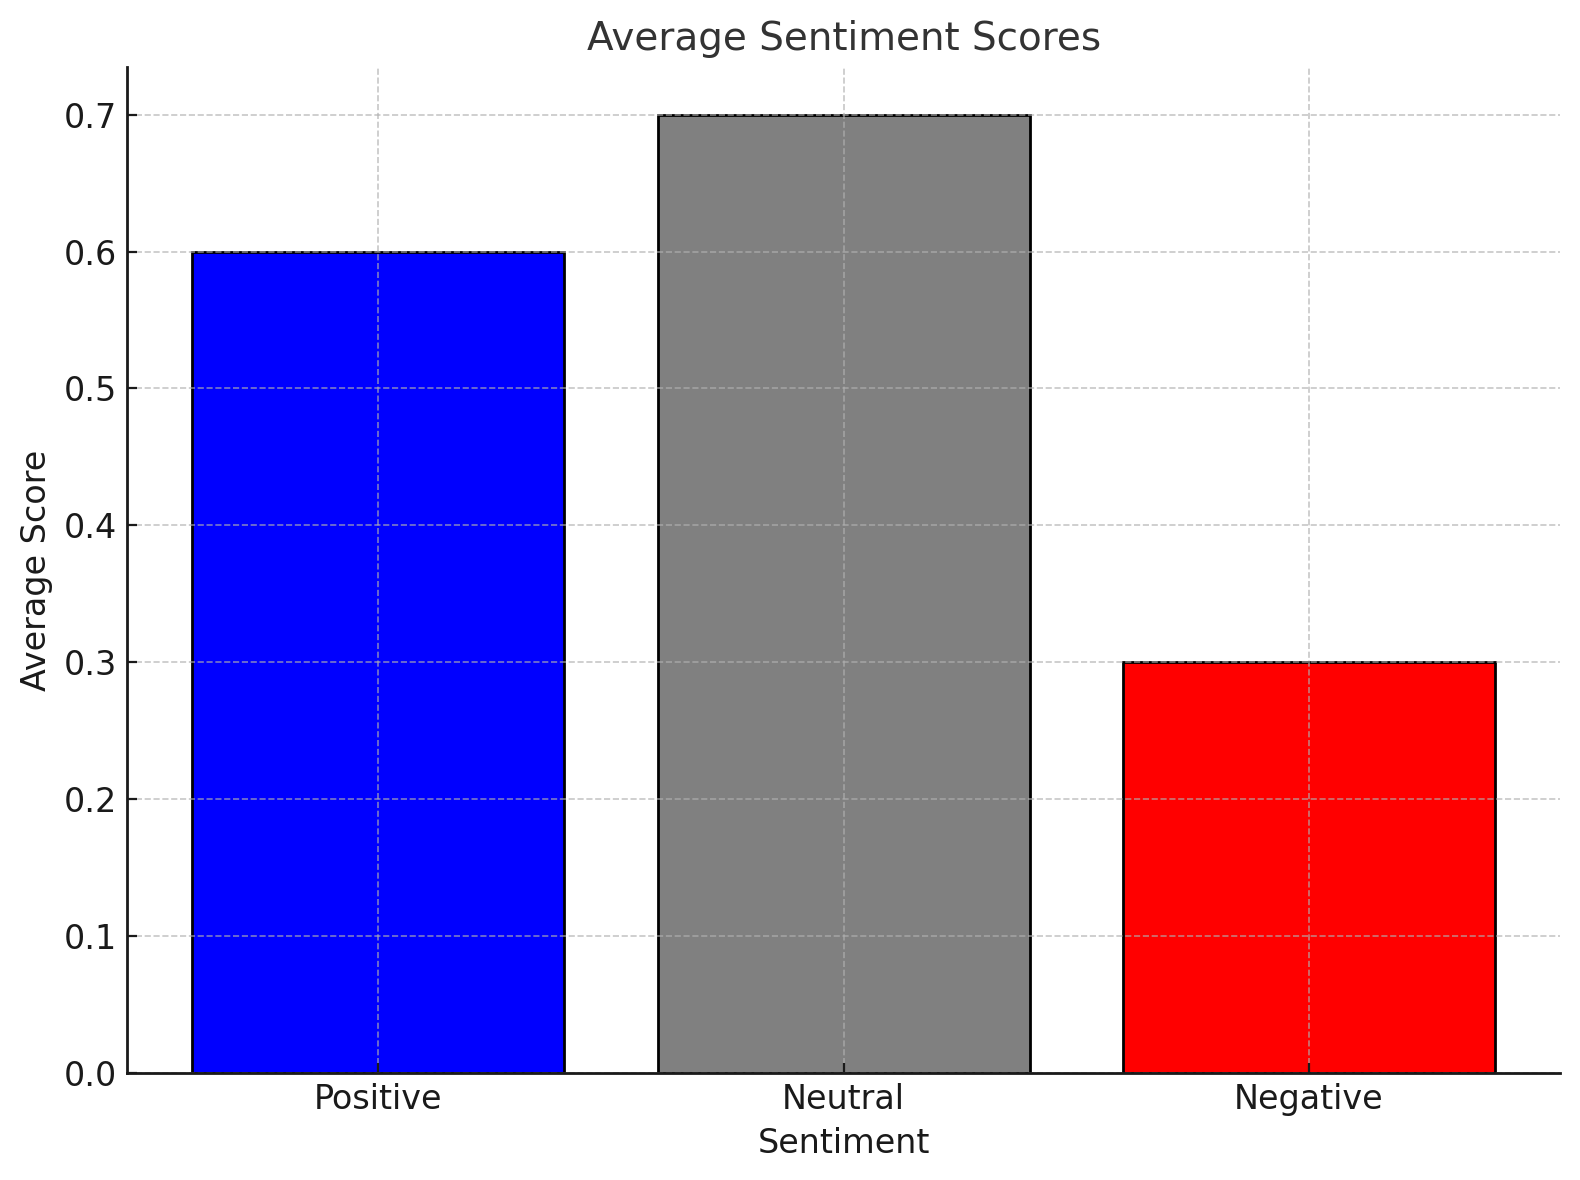 Average Sentiment Scores
0.7
0.6
0.5
0.4
0.3
0.2
0.1
0.0
Average Score
Positive
Neutral
Negative
Sentiment